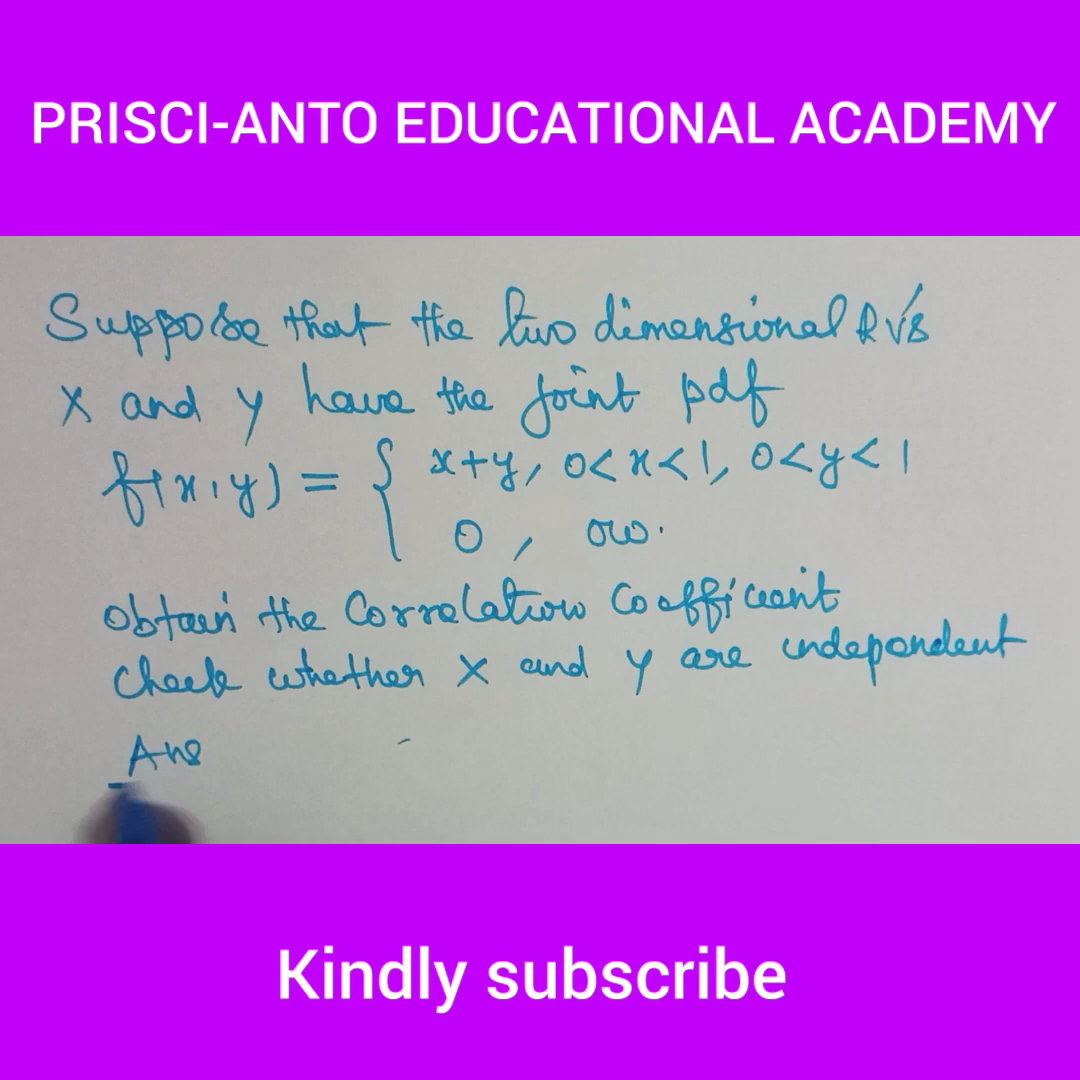 PRISCI-ANTO EDUCATIONAL ACADEMY
Suppose that the two dimensional RV's
X and y have the joint pdf
f(x,y) = { x+y, 0<x<1, 0<y<1
0, ow.
obtain the Correlation Coefficient
check whether X and y are independent
Ans
Kindly subscribe